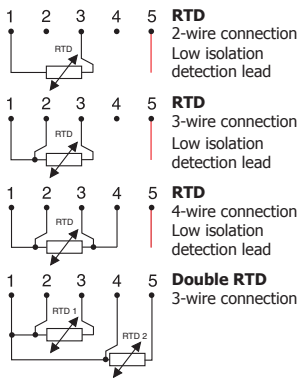 1 2 3 4 5 RTD
2-wire connection
RTD
Low isolation
detection lead
1 2 3 4 5 RTD
3-wire connection
RTD
Low isolation
detection lead
1 2 3 4 5 RTD
4-wire connection
RTD
Low isolation
detection lead
1 2 3 4 5 Double RTD
3-wire connection
RTD 1
RTD 2